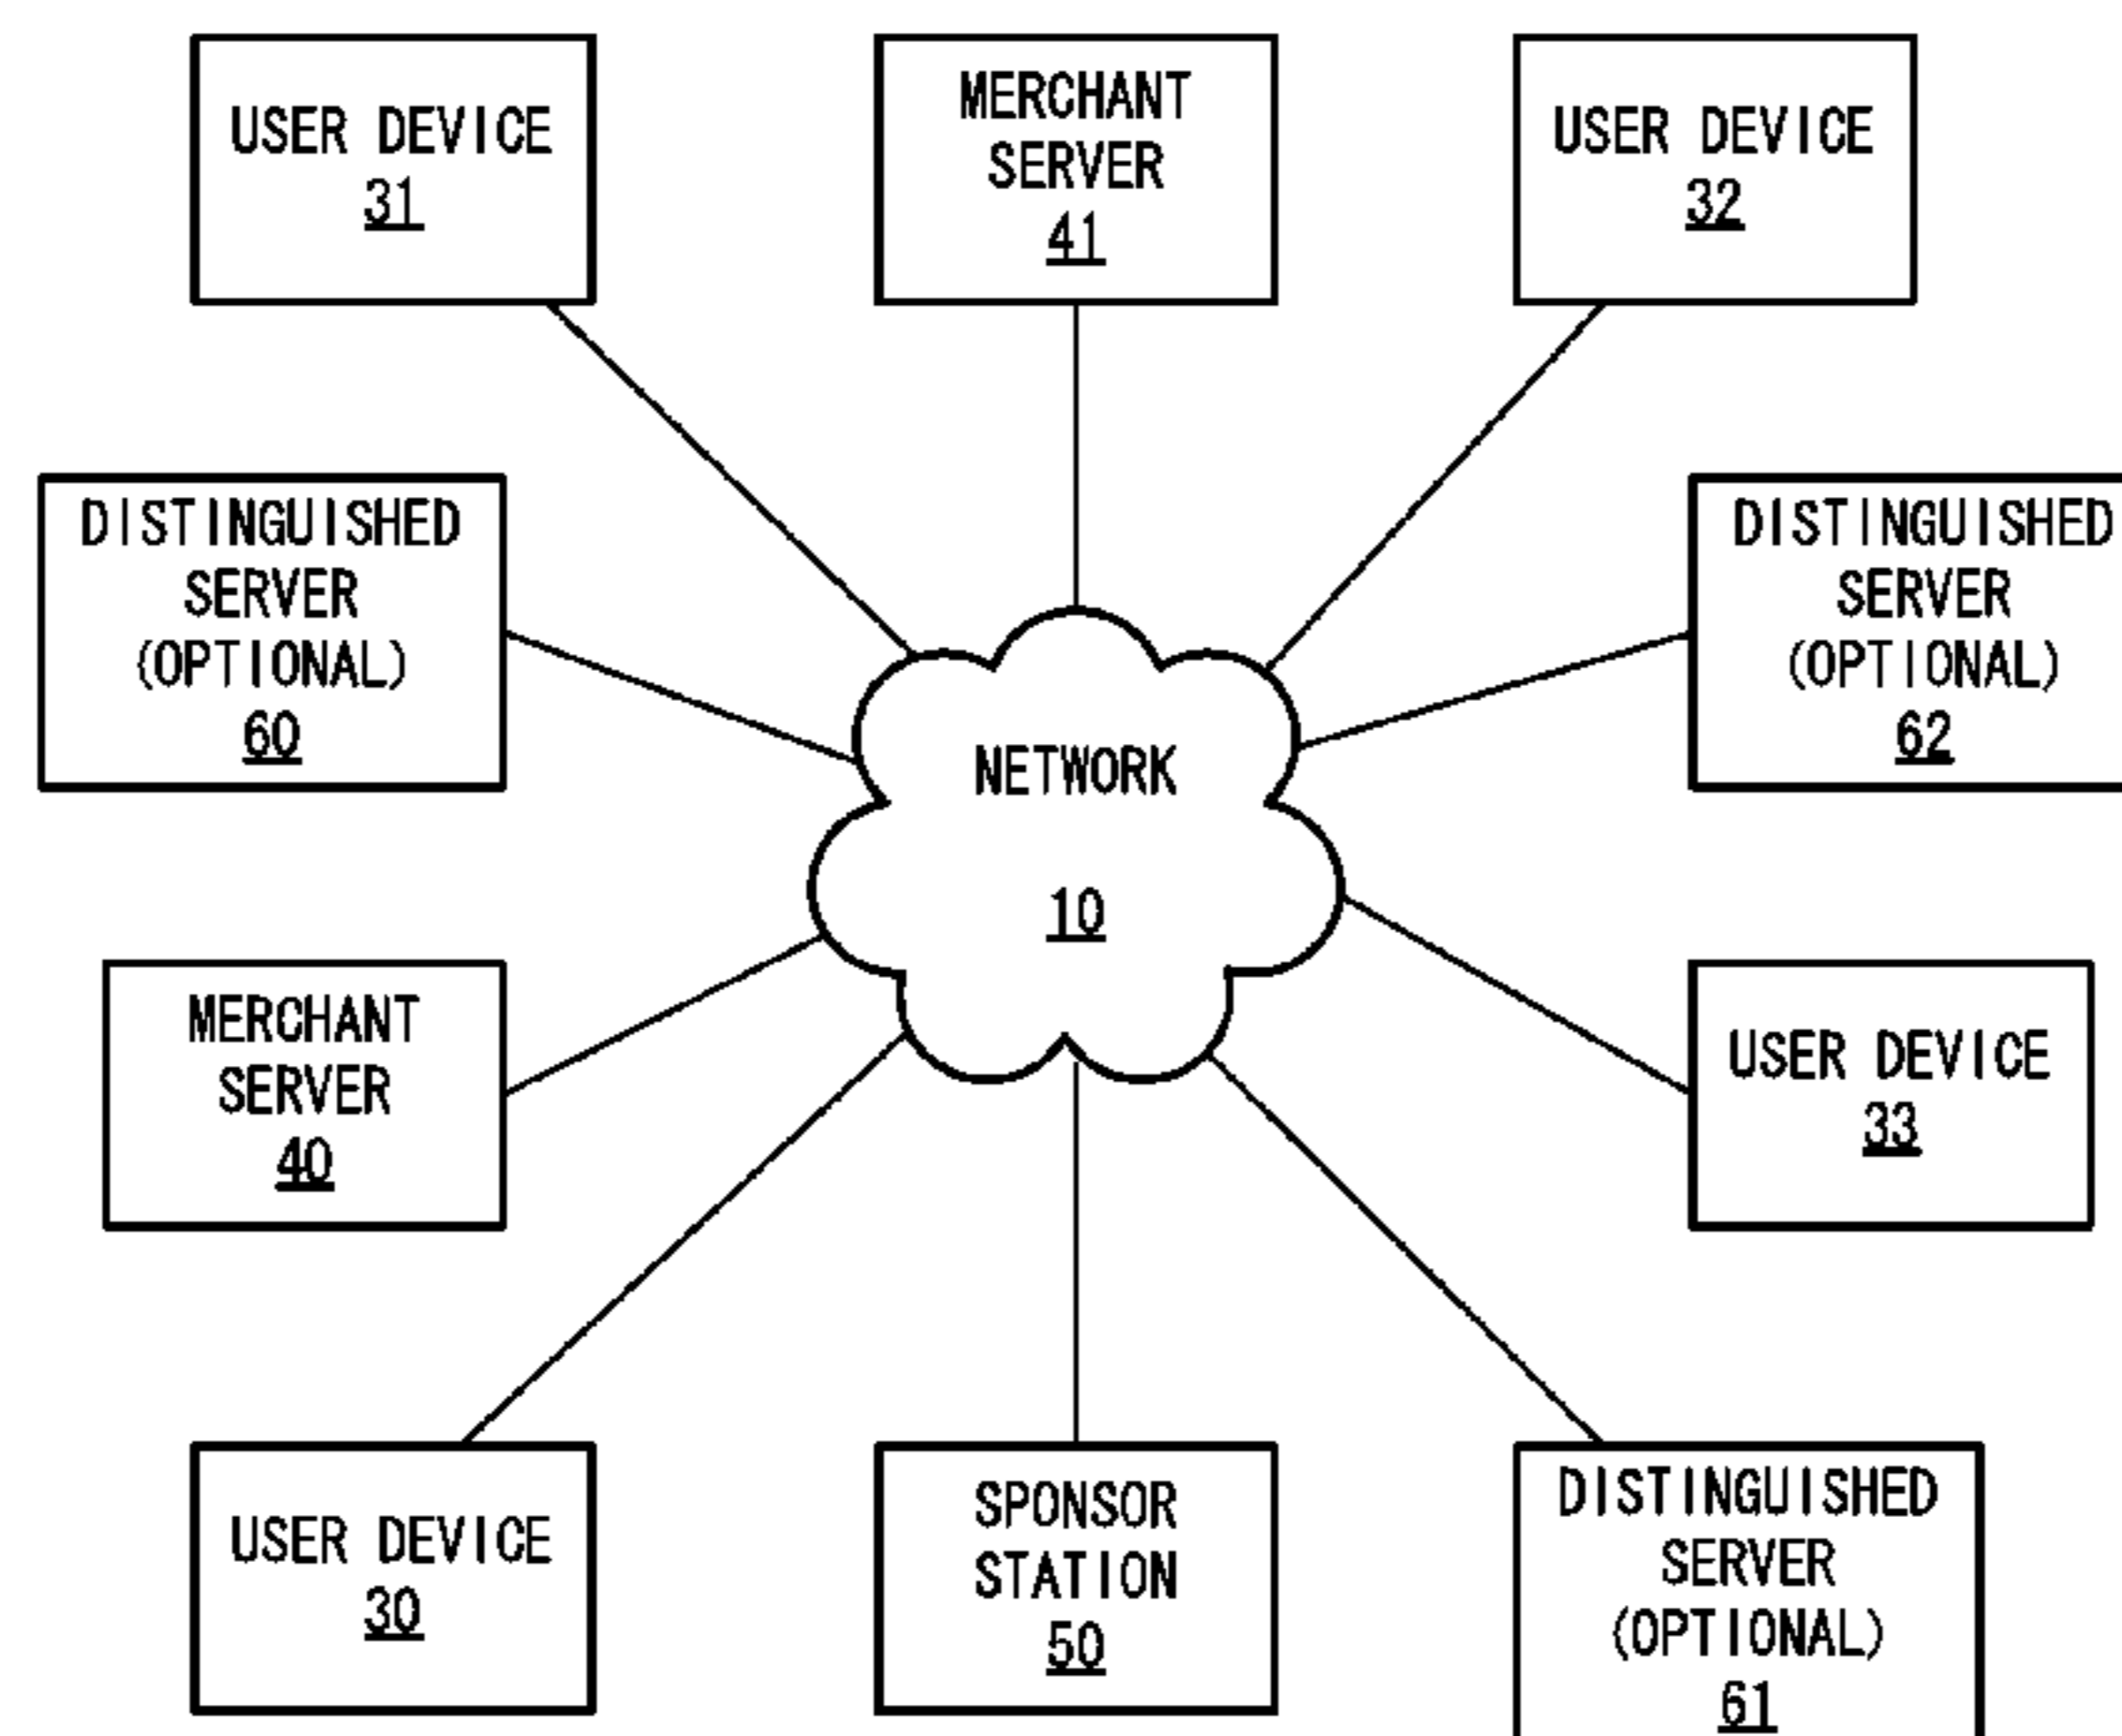 USER DEVICE
31
MERCHANT
SERVER
41
USER DEVICE
32
DISTINGUISHED
SERVER
(OPTIONAL)
60
DISTINGUISHED
SERVER
(OPTIONAL)
62
NETWORK
10
MERCHANT
SERVER
40
USER DEVICE
33
USER DEVICE
30
SPONSOR
STATION
50
DISTINGUISHED
SERVER
(OPTIONAL)
61